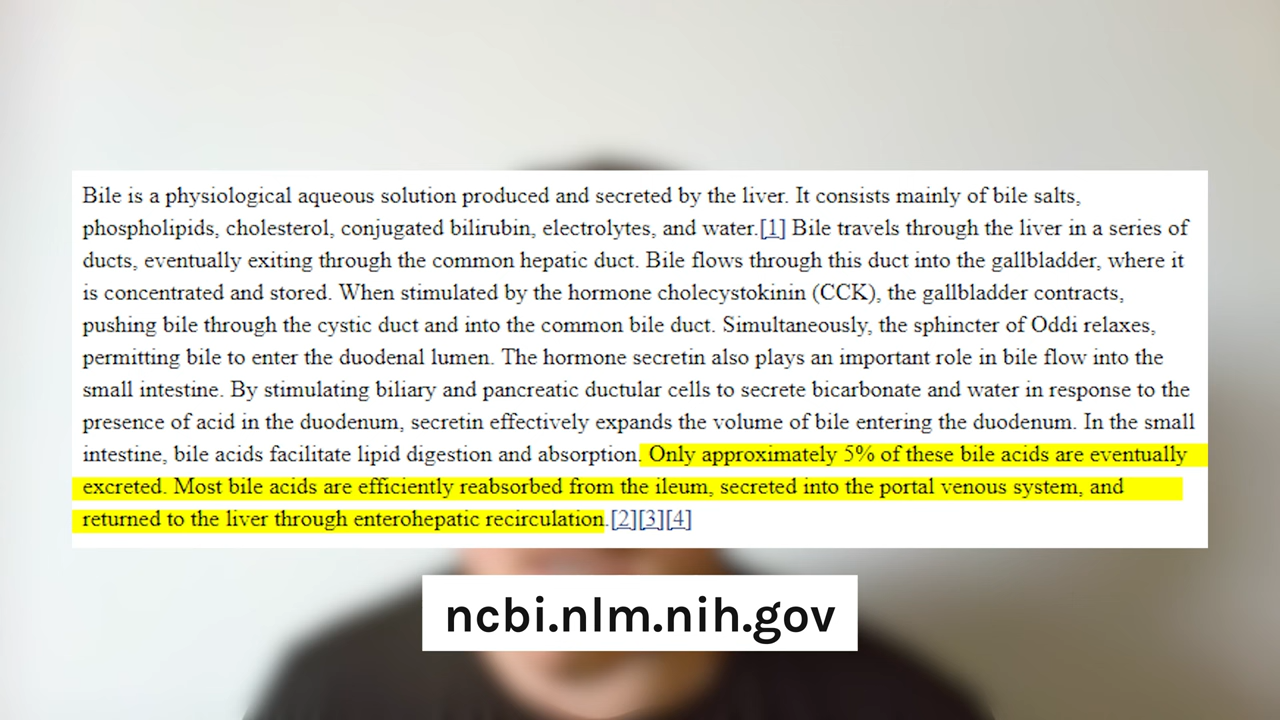 Bile is a physiological aqueous solution produced and secreted by the liver. It consists mainly of bile salts,
phospholipids, cholesterol, conjugated bilirubin, electrolytes, and water.[1] Bile travels through the liver in a series of
ducts, eventually exiting through the common hepatic duct. Bile flows through this duct into the gallbladder, where it
is concentrated and stored. When stimulated by the hormone cholecystokinin (CCK), the gallbladder contracts,
pushing bile through the cystic duct and into the common bile duct. Simultaneously, the sphincter of Oddi relaxes,
permitting bile to enter the duodenal lumen. The hormone secretin also plays an important role in bile flow into the
small intestine. By stimulating biliary and pancreatic ductular cells to secrete bicarbonate and water in response to the
presence of acid in the duodenum, secretin effectively expands the volume of bile entering the duodenum. In the small
intestine, bile acids facilitate lipid digestion and absorption. Only approximately 5% of these bile acids are eventually
excreted. Most bile acids are efficiently reabsorbed from the ileum, secreted into the portal venous system, and
returned to the liver through enterohepatic recirculation.[2][3][4]
ncbi.nlm.nih.gov